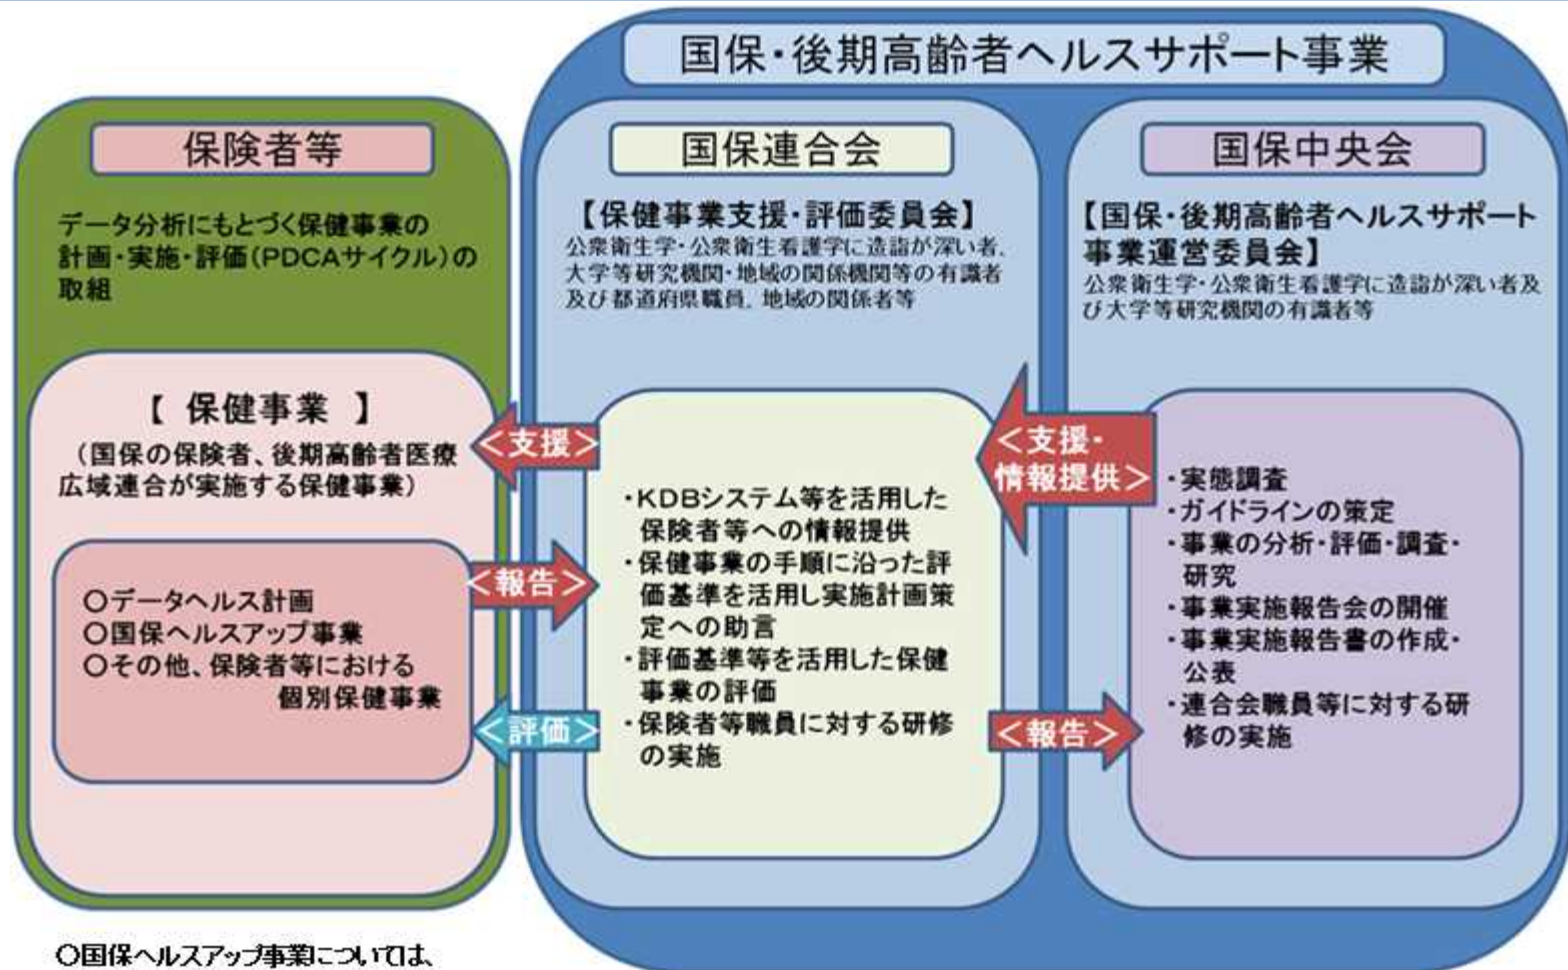 国保・後期高齢者ヘルスサポート事業
保険者等
データ分析にもとづく保健事業の
計画・実施・評価(PDCAサイクル)の
取組
【 保健事業 】
(国保の保険者、後期高齢者医療
広域連合が実施する保健事業)
○データヘルス計画
○国保ヘルスアップ事業
○その他、保険者等における
個別保健事業
<支援>
<報告>
<評価>
国保連合会
【保健事業支援・評価委員会】
公衆衛生学・公衆衛生看護学に造詣が深い者、
大学等研究機関・地域の関係機関等の有識者
及び都道府県職員、地域の関係者等
・KDBシステム等を活用した
保険者等への情報提供
・保健事業の手順に沿った評
価基準を活用し実施計画策
定への助言
・評価基準等を活用した保健
事業の評価
・保険者等職員に対する研修
の実施
<支援・
情報提供>
<報告>
国保中央会
【国保・後期高齢者ヘルスサポート
事業運営委員会】
公衆衛生学・公衆衛生看護学に造詣が深い者及
び大学等研究機関の有識者等
・実態調査
・ガイドラインの策定
・事業の分析・評価・調査・
研究
・事業実施報告会の開催
・事業実施報告書の作成・
公表
・連合会職員等に対する研
修の実施
○国保ヘルスアップ事業については、